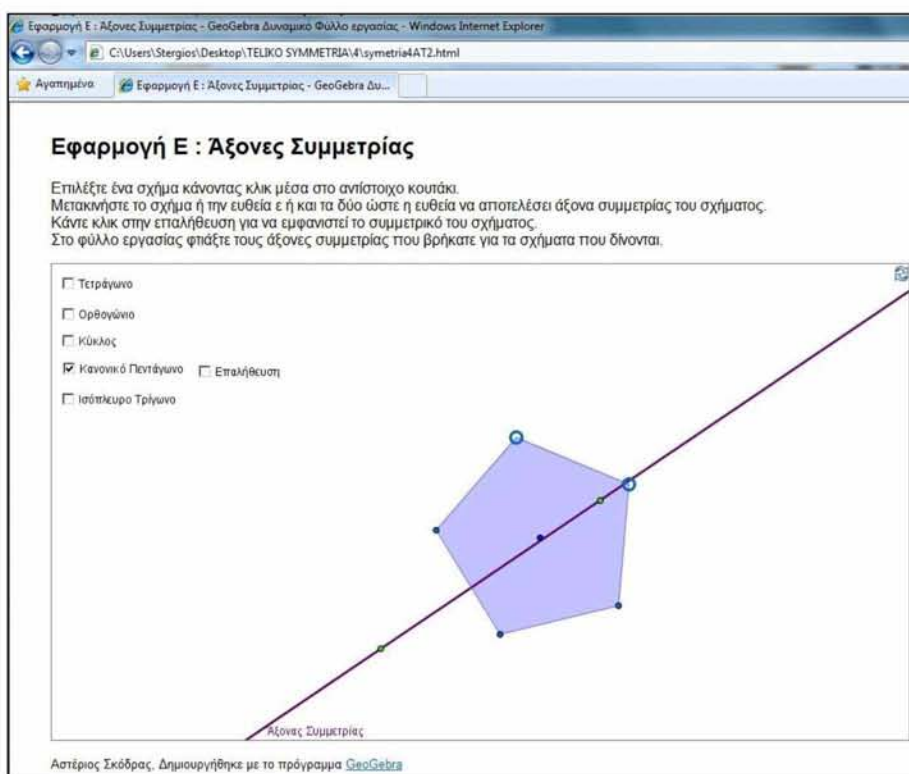 Εφαρμογή Ε : Άξονες Συμμετρίας - GeoGebra Δυναμικό Φύλλο εργασίας - Windows Internet Explorer
C:\Users\Stergios\Desktop\TELIKO SYMMETRIA\4\symetria4AT2.html
Αγαπημένα
Εφαρμογή Ε : Άξονες Συμμετρίας - GeoGebra Δυ...
Εφαρμογή Ε : Άξονες Συμμετρίας
Επιλέξτε ένα σχήμα κάνοντας κλικ μέσα στο αντίστοιχο κουτάκι.
Μετακινήστε το σχήμα ή την ευθεία ε ή και τα δύο ώστε η ευθεία να αποτελέσει άξονα συμμετρίας του σχήματος.
Κάντε κλικ στην επαλήθευση για να εμφανιστεί το συμμετρικό του σχήματος.
Στο φύλλο εργασίας φτιάξτε τους άξονες συμμετρίας που βρήκατε για τα σχήματα που δίνονται.
Τετράγωνο
Ορθογώνιο
Κύκλος
Κανονικό Πεντάγωνο Επαλήθευση
Ισόπλευρο Τρίγωνο
Άξονας Συμμετρίας
Αστέριος Σκόδρας, Δημιουργήθηκε με το πρόγραμμα GeoGebra